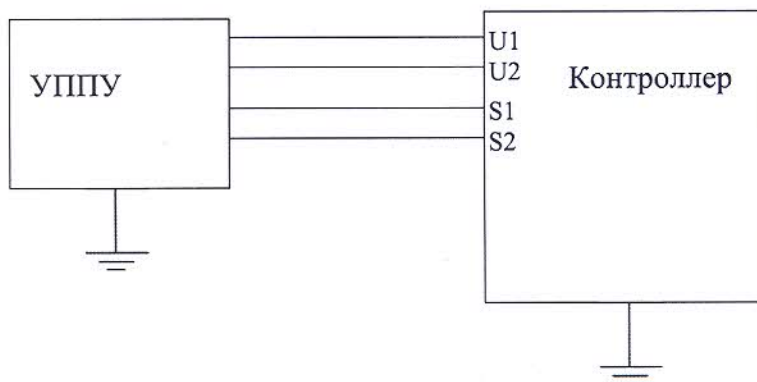 УППУ
U1
U2
Контроллер
S1
S2